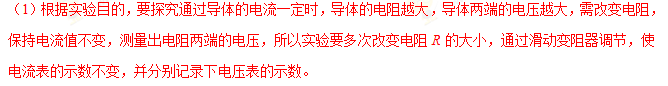 （1）根据实验目的，要探究通过导体的电流一定时，导体的电阻越大，导体两端的电压越大，需改变电阻，
保持电流值不变，测量出电阻两端的电压，所以实验要多次改变电阻 R 的大小，通过滑动变阻器调节，使
电流表的示数不变，并分别记录下电压表的示数。